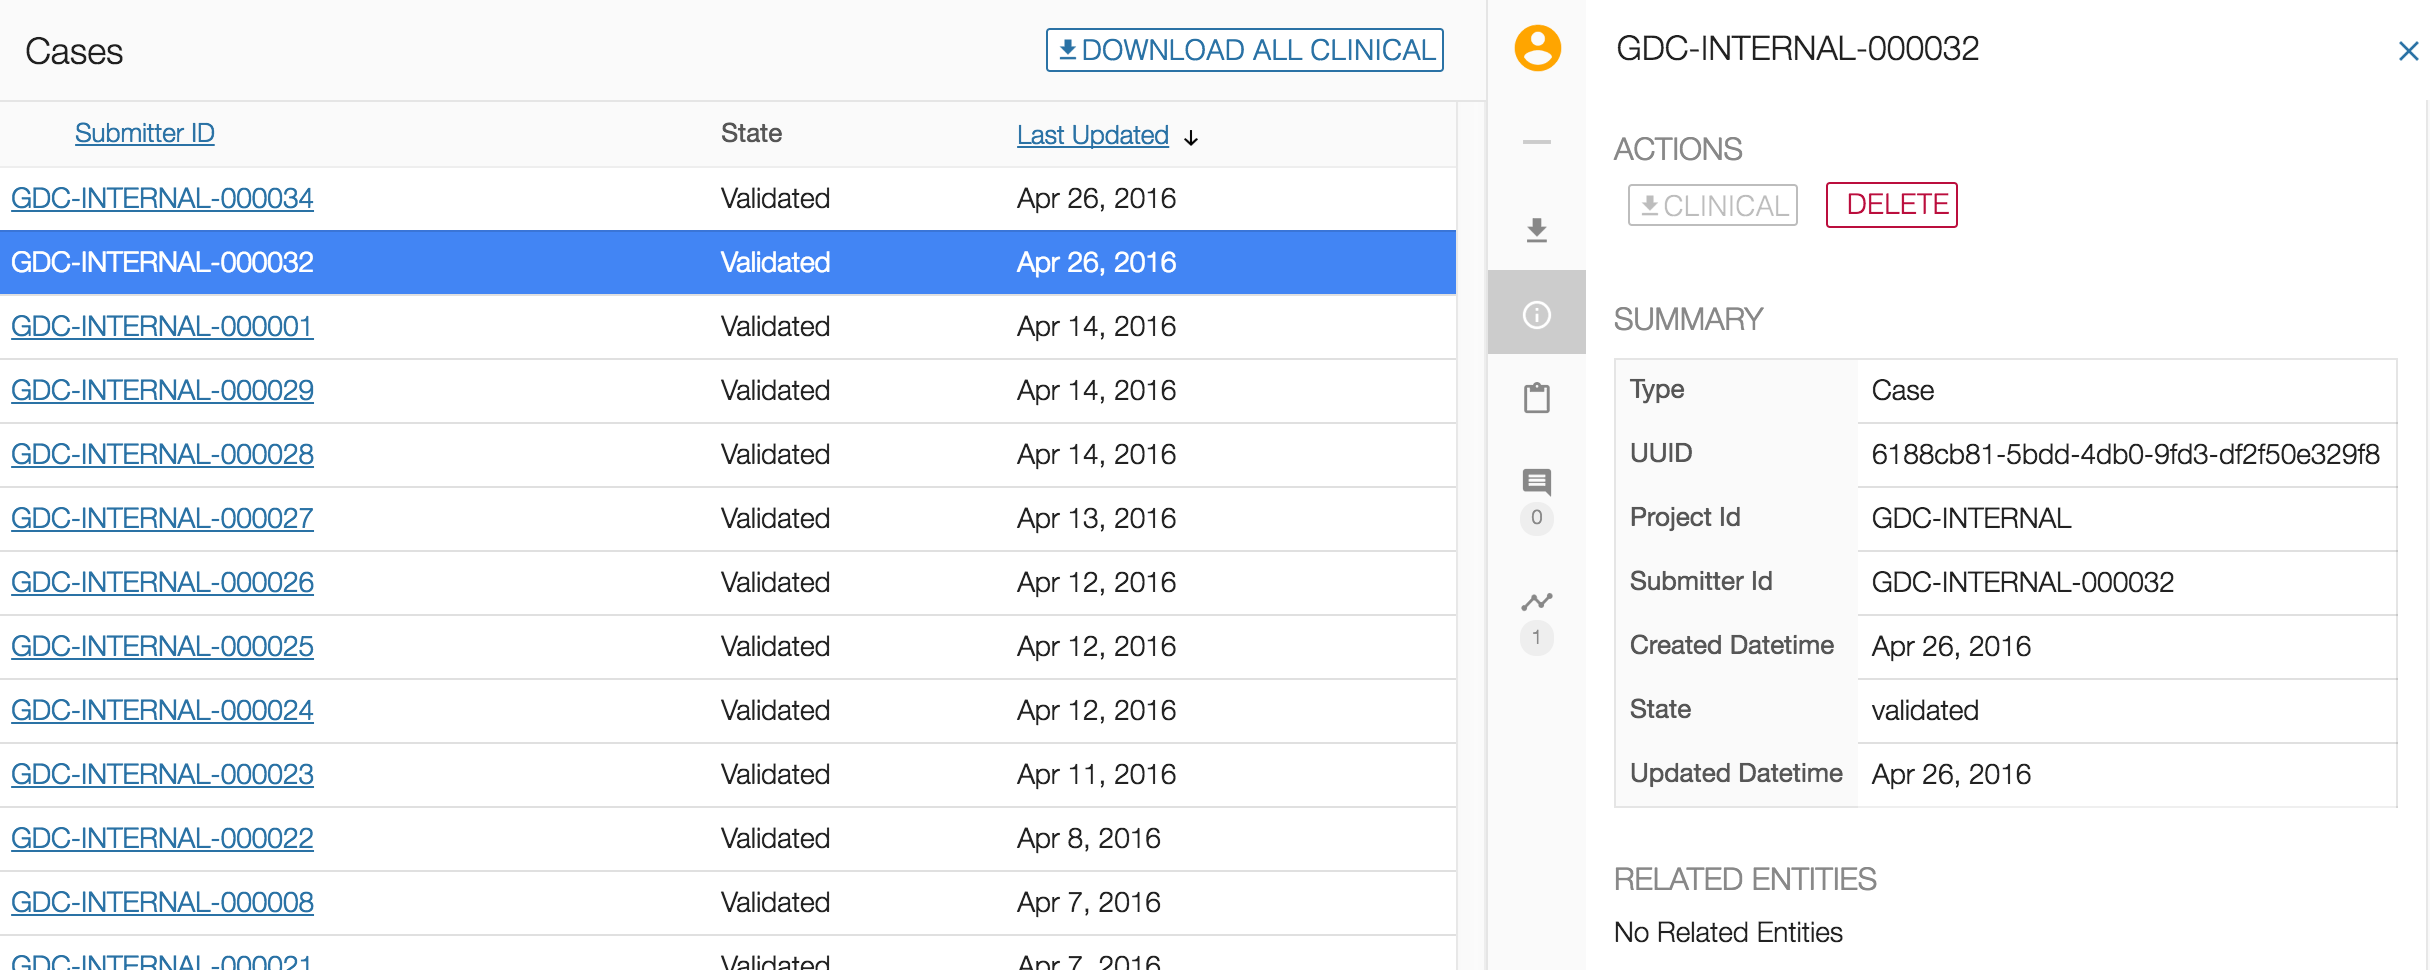 Cases
DOWNLOAD ALL CLINICAL
Submitter ID State Last Updated
GDC-INTERNAL-000034 Validated Apr 26, 2016
GDC-INTERNAL-000032 Validated Apr 26, 2016
GDC-INTERNAL-000001 Validated Apr 14, 2016
GDC-INTERNAL-000029 Validated Apr 14, 2016
GDC-INTERNAL-000028 Validated Apr 14, 2016
GDC-INTERNAL-000027 Validated Apr 13, 2016
GDC-INTERNAL-000026 Validated Apr 12, 2016
GDC-INTERNAL-000025 Validated Apr 12, 2016
GDC-INTERNAL-000024 Validated Apr 12, 2016
GDC-INTERNAL-000023 Validated Apr 11, 2016
GDC-INTERNAL-000022 Validated Apr 8, 2016
GDC-INTERNAL-000008 Validated Apr 7, 2016
GDC-INTERNAL-000021 Validated Apr 7, 2016
0
1
GDC-INTERNAL-000032
ACTIONS
CLINICAL DELETE
SUMMARY
Type Case
UUID 6188cb81-5bdd-4db0-9fd3-df2f50e329f8
Project Id GDC-INTERNAL
Submitter Id GDC-INTERNAL-000032
Created Datetime Apr 26, 2016
State validated
Updated Datetime Apr 26, 2016
RELATED ENTITIES
No Related Entities